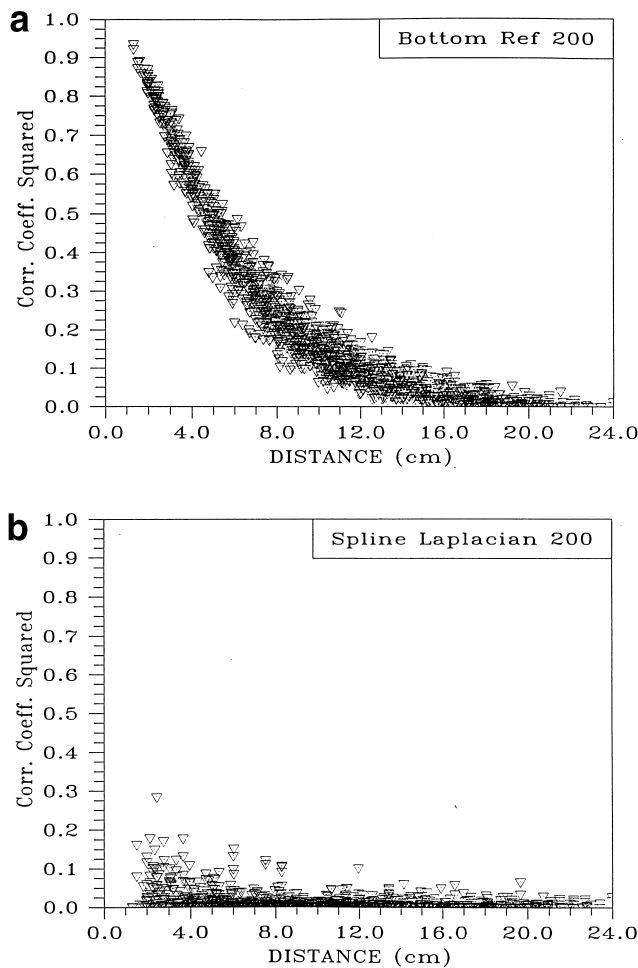 a
Bottom Ref 200
Corr. Coeff. Squared
1.0
0.9
0.8
0.7
0.6
0.5
0.4
0.3
0.2
0.1
0.0
0.0 4.0 8.0 12.0 16.0 20.0 24.0
DISTANCE (cm)
b
Spline Laplacian 200
Corr. Coeff. Squared
1.0
0.9
0.8
0.7
0.6
0.5
0.4
0.3
0.2
0.1
0.0
0.0 4.0 8.0 12.0 16.0 20.0 24.0
DISTANCE (cm)